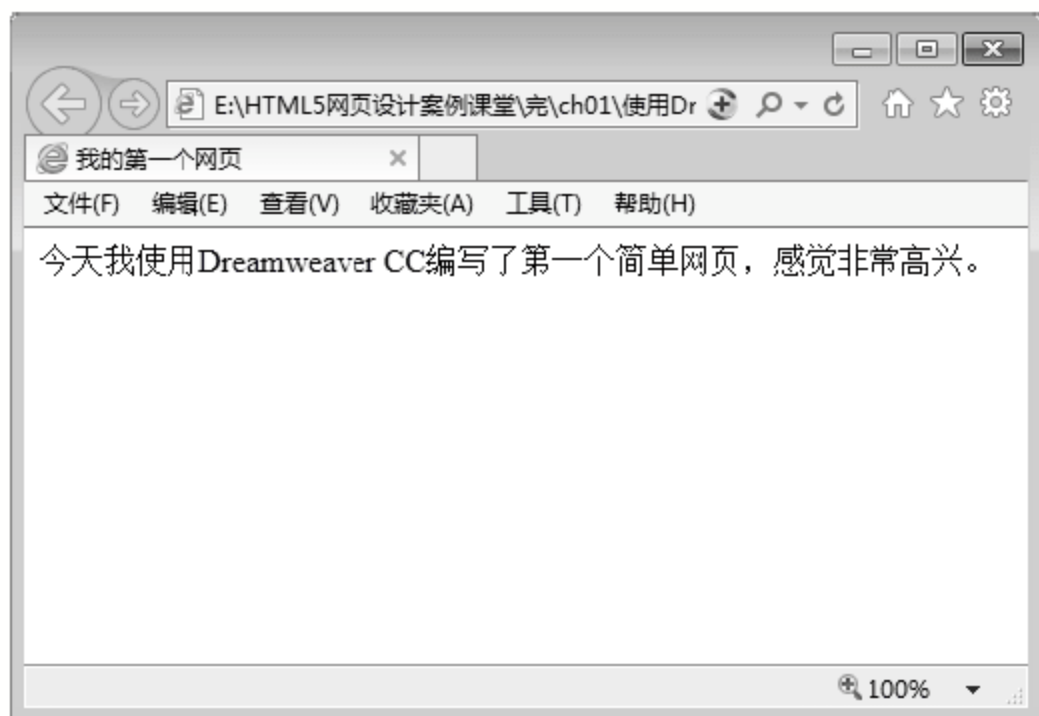 E:\HTML5网页设计案例课堂\完\ch01\使用Dr
我的第一个网页
文件(F) 编辑(E) 查看(V) 收藏夹(A) 工具(T) 帮助(H)
今天我使用Dreamweaver CC编写了第一个简单网页，感觉非常高兴。
100%